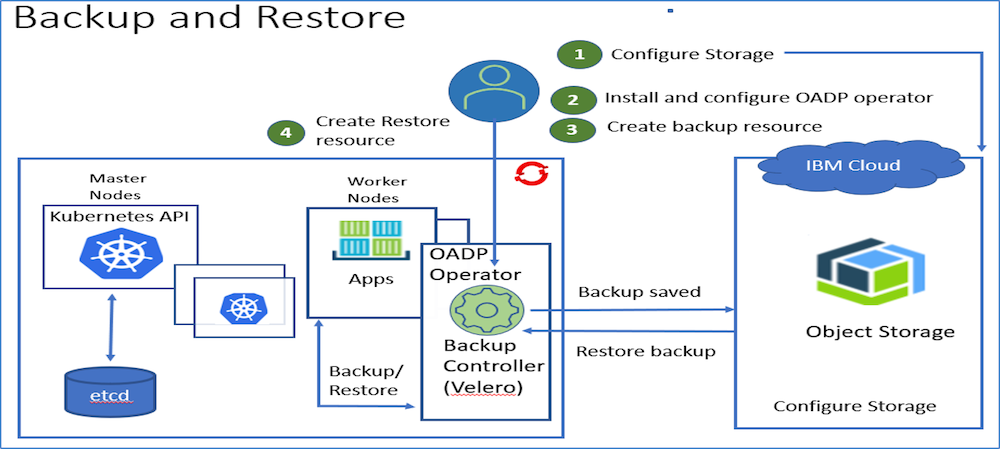 Backup and Restore
1 Configure Storage
2 Install and configure OADP operator
3 Create backup resource
4 Create Restore
resource
IBM Cloud
Master
Nodes
Kubernetes API
Worker
Nodes
Apps
OADP
Operator
Backup
Controller
(Velero)
Backup/
Restore
etcd
Backup saved
Restore backup
Object Storage
Configure Storage